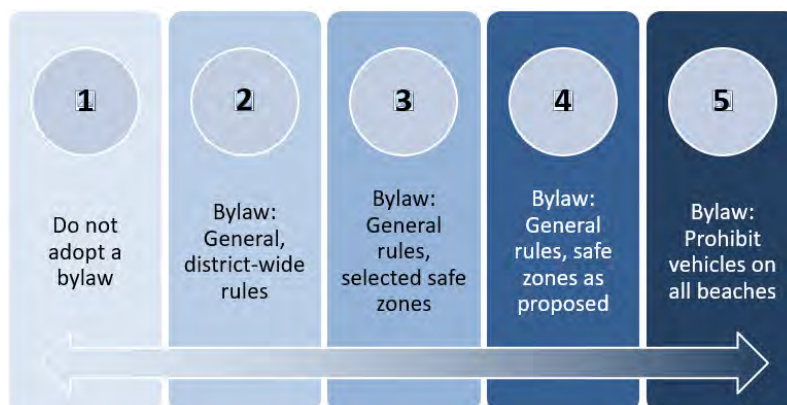 1
Do not
adopt a
bylaw
2
Bylaw:
General,
district-wide
rules
3
Bylaw:
General
rules,
selected safe
zones
4
Bylaw:
General
rules, safe
zones as
proposed
5
Bylaw:
Prohibit
vehicles on
all beaches